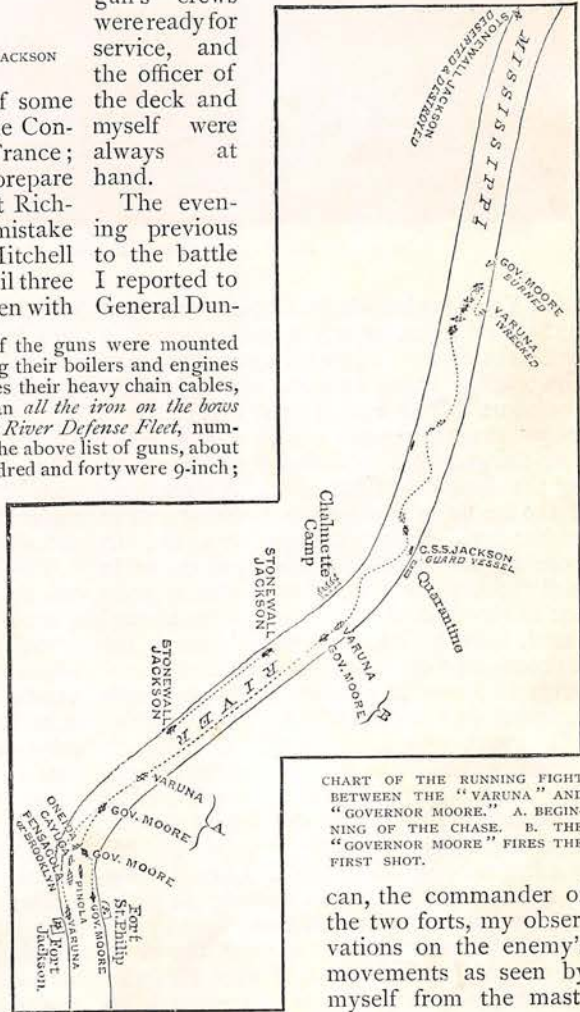 gun's crews
were ready for
service, and
the officer of
the deck and
myself were
always at
hand.
The even-
ing previous
to the battle
I reported to
General Dun-
ACKSON
f some
e Con-
France;
prepare
t Rich-
mistake
Mitchell
il three
en with
f the guns were mounted
g their boilers and engines
es their heavy chain cables,
an all the iron on the bows
River Defense Fleet, num-
he above list of guns, about
dred and forty were 9-inch;
STONEWALL JACKSON
DESERTED & DESTROYED
MISSISSIPPI
GOV. MOORE
BURNED
VARUNA
WRECKED
C.S.S. JACKSON
GUARD VESSEL
Quarantine
Chalmette
Camp
STONEWALL
JACKSON
VARUNA
GOV. MOORE
B
STONEWALL
JACKSON
RIVER
VARUNA
GOV. MOORE
A
ONEIDA
CAYUGA
PENSACOLA
or BROOKLYN
GOV. MOORE
PINOLA
VARUNA
GOV. MOORE
Fort
St. Philip
Fort
Jackson.
CHART OF THE RUNNING FIGHT
BETWEEN THE "VARUNA" AND
"GOVERNOR MOORE." A. BEGIN-
NING OF THE CHASE. B. THE
"GOVERNOR MOORE" FIRES THE
FIRST SHOT.
can, the commander o
the two forts, my obser
vations on the enemy'
movements as seen by
myself from the mast